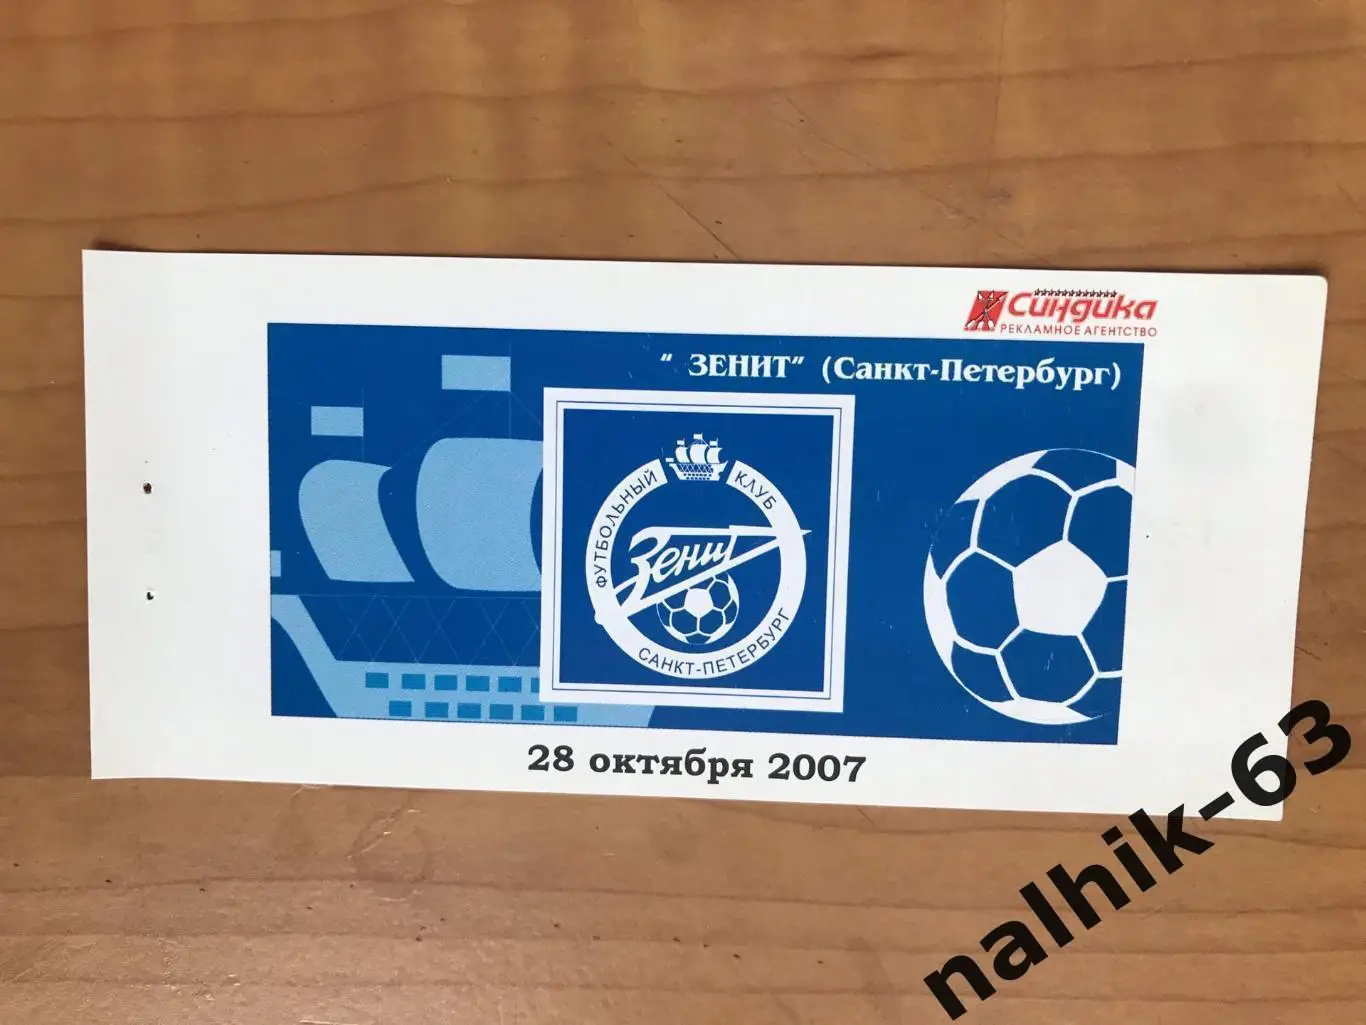 Синдика
РЕКЛАМНОЕ АГЕНТСТВО
" ЗЕНИТ" (Санкт-Петербург)
ФУТБОЛЬНЫЙ КЛУБ
Зенит
САНКТ-ПЕТЕРБУРГ
28 октября 2007
nalhik-63